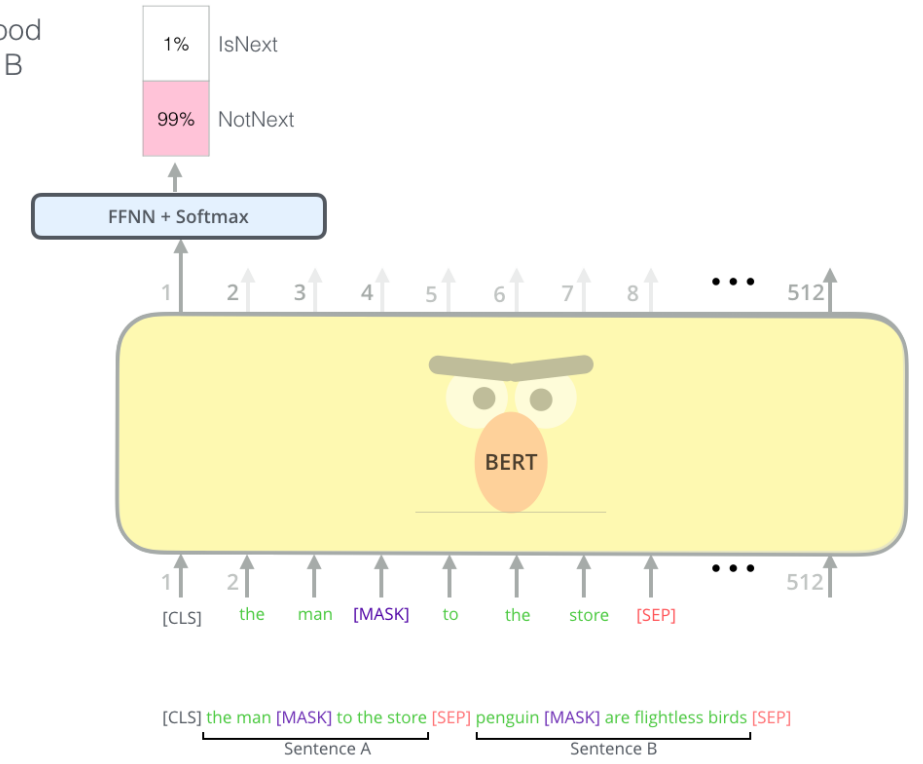 B
1% IsNext
99% NotNext
FFNN + Softmax
1 2 3 4 5 6 7 8 ••• 512
BERT
1 2 ••• 512
[CLS] the man [MASK] to the store [SEP]
[CLS] the man [MASK] to the store [SEP] penguin [MASK] are flightless birds [SEP]
Sentence A Sentence B